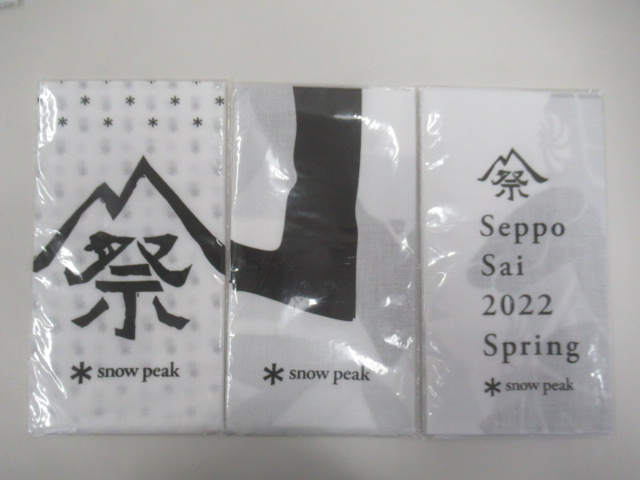 祭
snow peak
snow peak
祭
Seppo
Sai
2022
Spring
snow peak